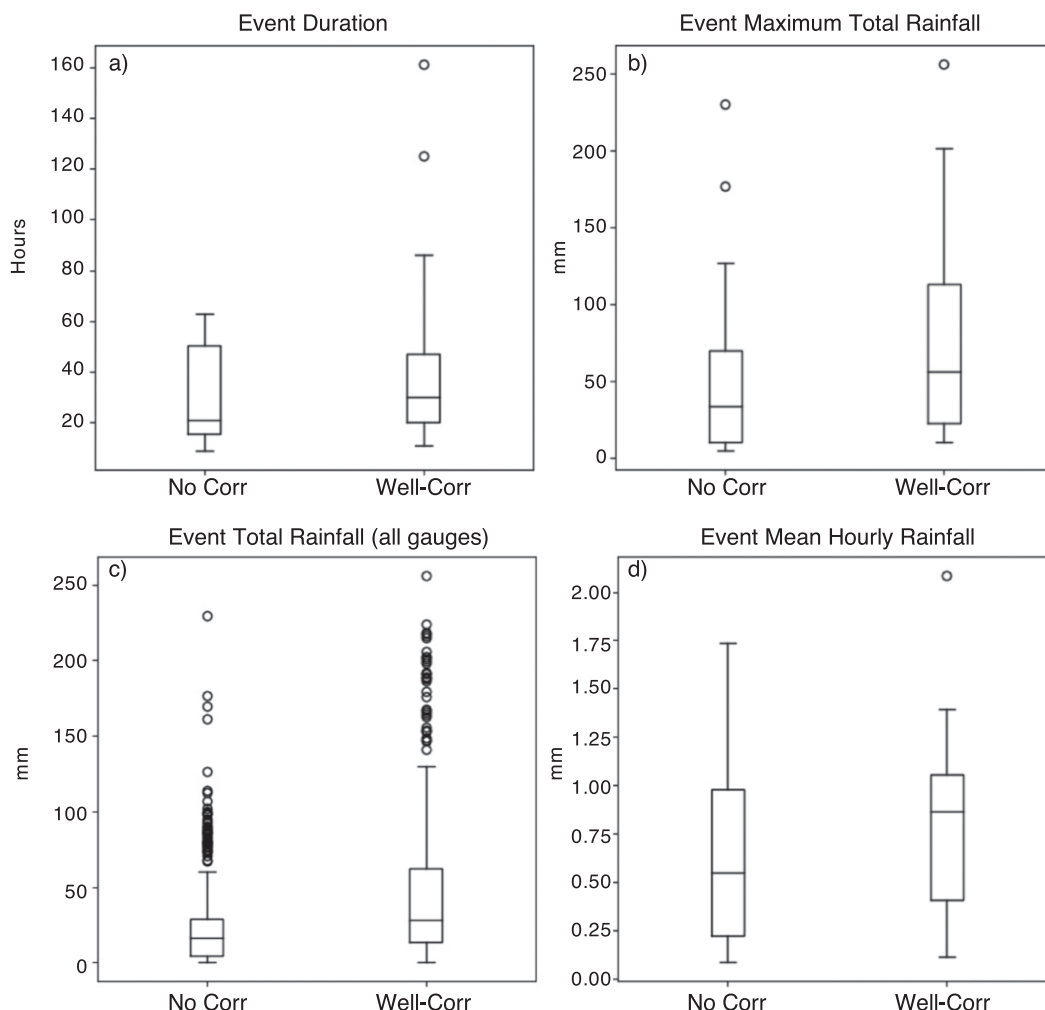 Event Duration
a)
Hours
160
140
120
100
80
60
40
20
No Corr Well-Corr
Event Maximum Total Rainfall
b)
mm
250
200
150
100
50
0
No Corr Well-Corr
Event Total Rainfall (all gauges)
c)
mm
250
200
150
100
50
0
No Corr Well-Corr
Event Mean Hourly Rainfall
d)
mm
2.00
1.75
1.50
1.25
1.00
0.75
0.50
0.25
0.00
No Corr Well-Corr